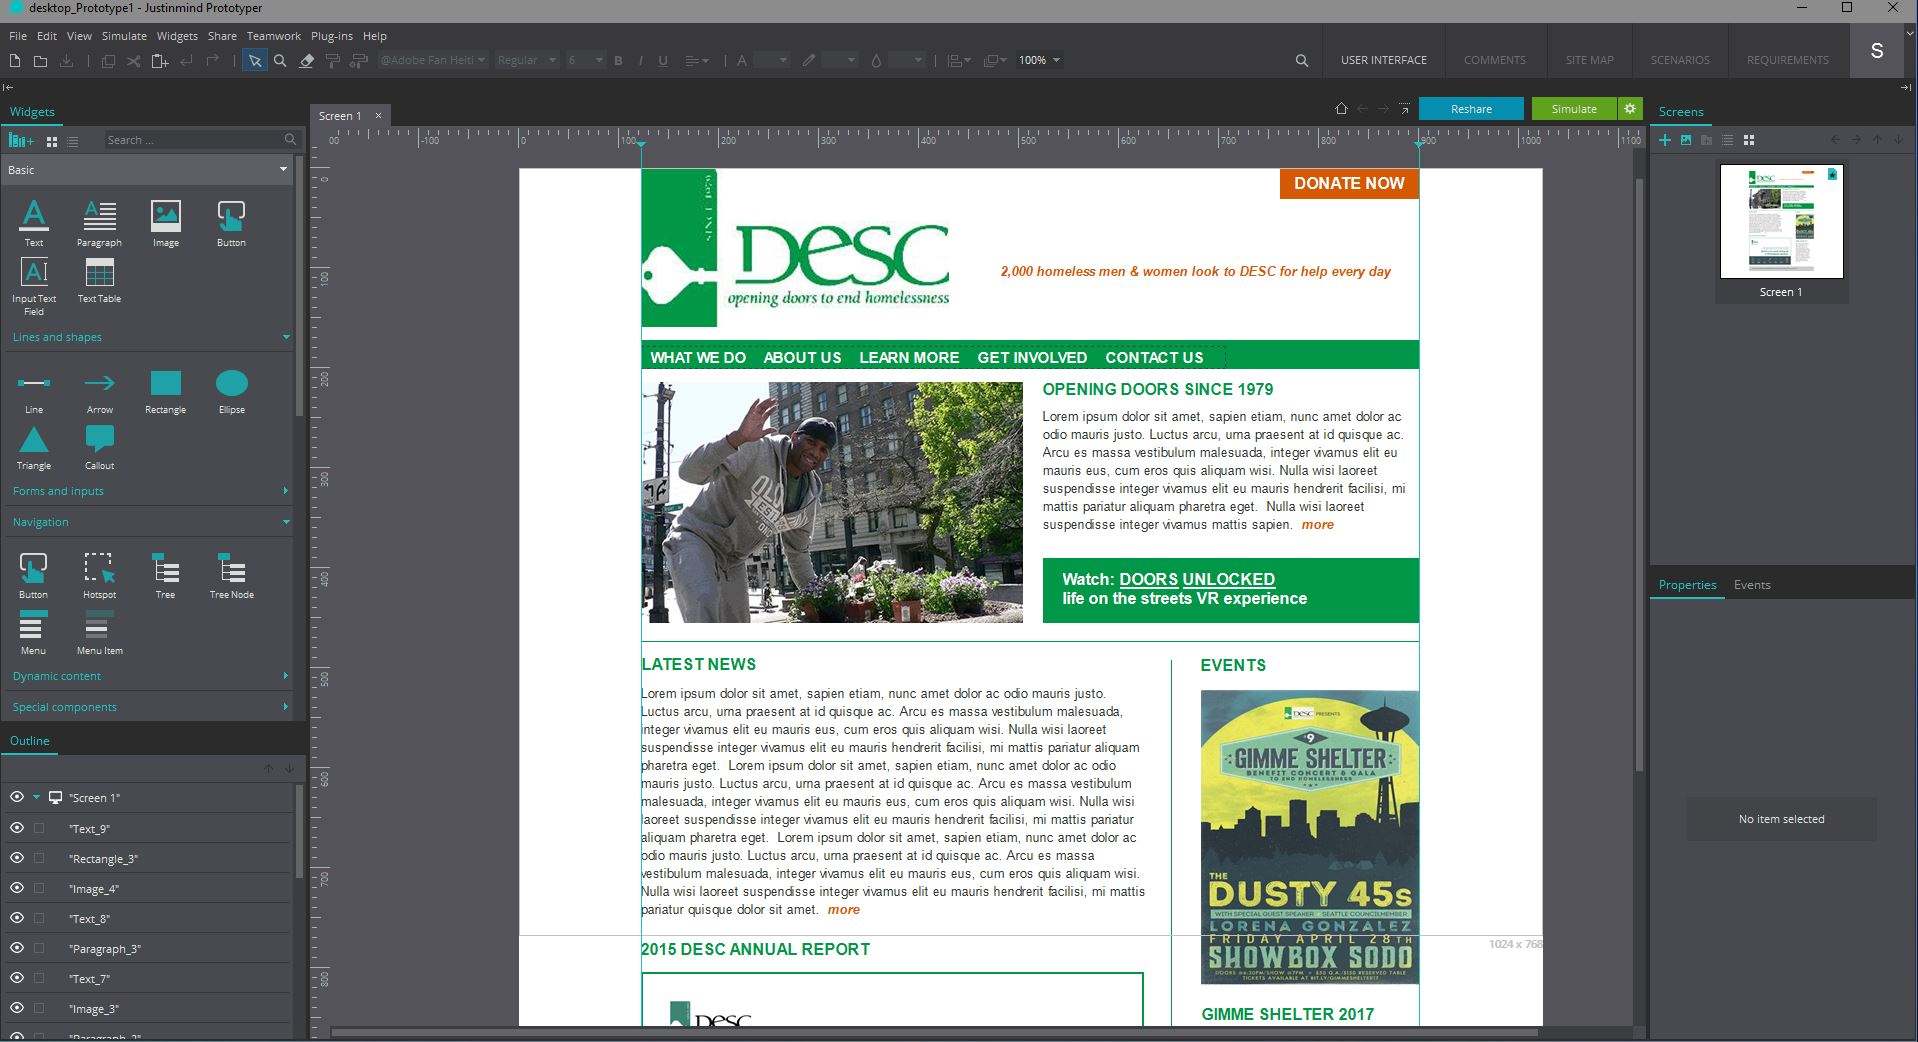 desktop_Prototype1 - Justinmind Prototyper
File Edit View Simulate Widgets Share Teamwork Plug-ins Help
@Adobe Fan Heiti Regular 6 B I U A 100%
USER INTERFACE COMMENTS SITE MAP SCENARIOS REQUIREMENTS S
Widgets
Search ...
Basic
Text Paragraph Image Button
Input Text Field Text Table
Lines and shapes
Line Arrow Rectangle Ellipse
Triangle Callout
Forms and inputs
Navigation
Button Hotspot Tree Tree Node
Menu Menu Item
Dynamic content
Special components
Outline
"Screen 1"
"Text_9"
"Rectangle_3"
"Image_4"
"Text_8"
"Paragraph_3"
"Text_7"
"Image_3"
"Paragraph_2"
Screen 1
Reshare Simulate
00 -100 0 100 200 300 400 500 600 700 800 900 1000 1100
0
100
200
300
400
500
600
700
800
DONATE NOW
SINCE 1979
DESC
opening doors to end homelessness
2,000 homeless men & women look to DESC for help every day
WHAT WE DO ABOUT US LEARN MORE GET INVOLVED CONTACT US
OPENING DOORS SINCE 1979
Lorem ipsum dolor sit amet, sapien etiam, nunc amet dolor ac
odio mauris justo. Luctus arcu, urna praesent at id quisque ac.
Arcu es massa vestibulum malesuada, integer vivamus elit eu
mauris eus, cum eros quis aliquam wisi. Nulla wisi laoreet
suspendisse integer vivamus elit eu mauris hendrerit facilisi, mi
mattis pariatur aliquam pharetra eget. Nulla wisi laoreet
suspendisse integer vivamus mattis sapien. more
Watch: DOORS UNLOCKED
life on the streets VR experience
LATEST NEWS
Lorem ipsum dolor sit amet, sapien etiam, nunc amet dolor ac odio mauris justo.
Luctus arcu, urna praesent at id quisque ac. Arcu es massa vestibulum malesuada,
integer vivamus elit eu mauris eus, cum eros quis aliquam wisi. Nulla wisi laoreet
suspendisse integer vivamus elit eu mauris hendrerit facilisi, mi mattis pariatur aliquam
pharetra eget. Lorem ipsum dolor sit amet, sapien etiam, nunc amet dolor ac odio
mauris justo. Luctus arcu, urna praesent at id quisque ac. Arcu es massa vestibulum
malesuada, integer vivamus elit eu mauris eus, cum eros quis aliquam wisi. Nulla wisi
laoreet suspendisse integer vivamus elit eu mauris hendrerit facilisi, mi mattis pariatur
aliquam pharetra eget. Lorem ipsum dolor sit amet, sapien etiam, nunc amet dolor ac
odio mauris justo. Luctus arcu, urna praesent at id quisque ac. Arcu es massa
vestibulum malesuada, integer vivamus elit eu mauris eus, cum eros quis aliquam wisi.
Nulla wisi laoreet suspendisse integer vivamus elit eu mauris hendrerit facilisi, mi mattis
pariatur quisque dolor sit amet. more
2015 DESC ANNUAL REPORT
DESC
EVENTS
DESC PRESENTS
9
GIMME SHELTER
BENEFIT CONCERT & GALA
TO END HOMELESSNESS
THE
DUSTY 45s
WITH SPECIAL GUEST SPEAKER SEATTLE COUNCILMEMBER
LORENA GONZALEZ
FRIDAY APRIL 28TH
SHOWBOX SODO
GIMME SHELTER 2017
1024 x 768
Screens
Screen 1
Properties Events
No item selected